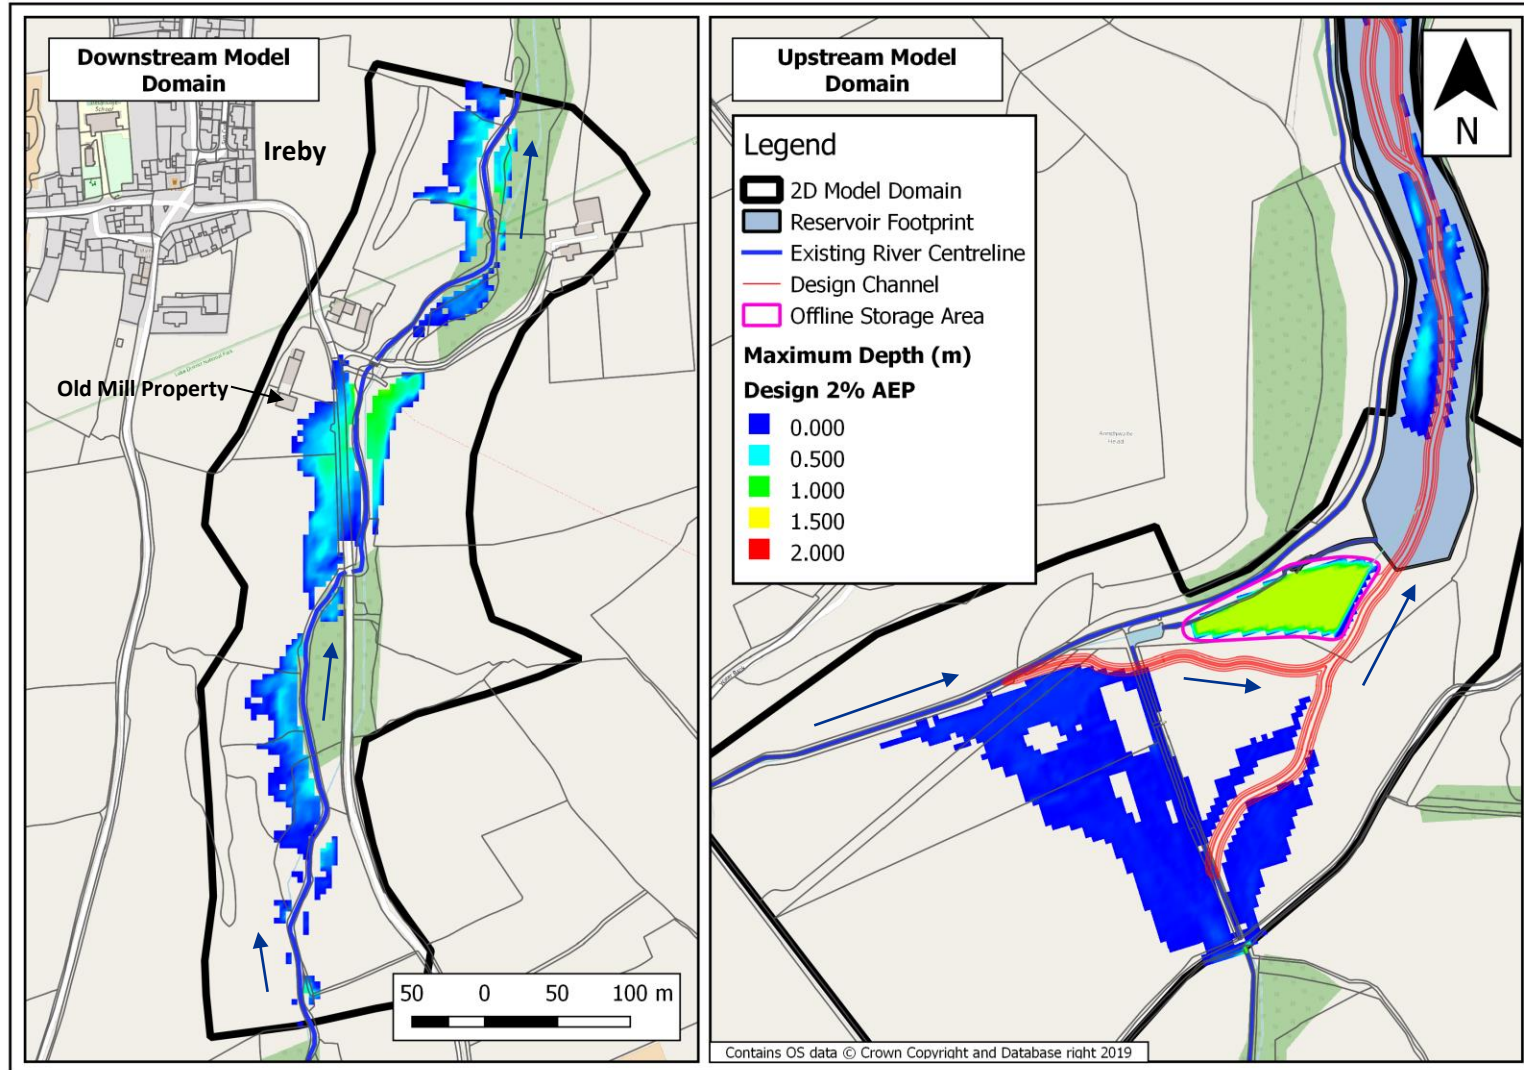 Downstream Model
Domain
Ireby
Old Mill Property
50 0 50 100 m
Upstream Model
Domain
N
Legend
2D Model Domain
Reservoir Footprint
Existing River Centreline
Design Channel
Offline Storage Area
Maximum Depth (m)
Design 2% AEP
0.000
0.500
1.000
1.500
2.000
Contains OS data © Crown Copyright and Database right 2019